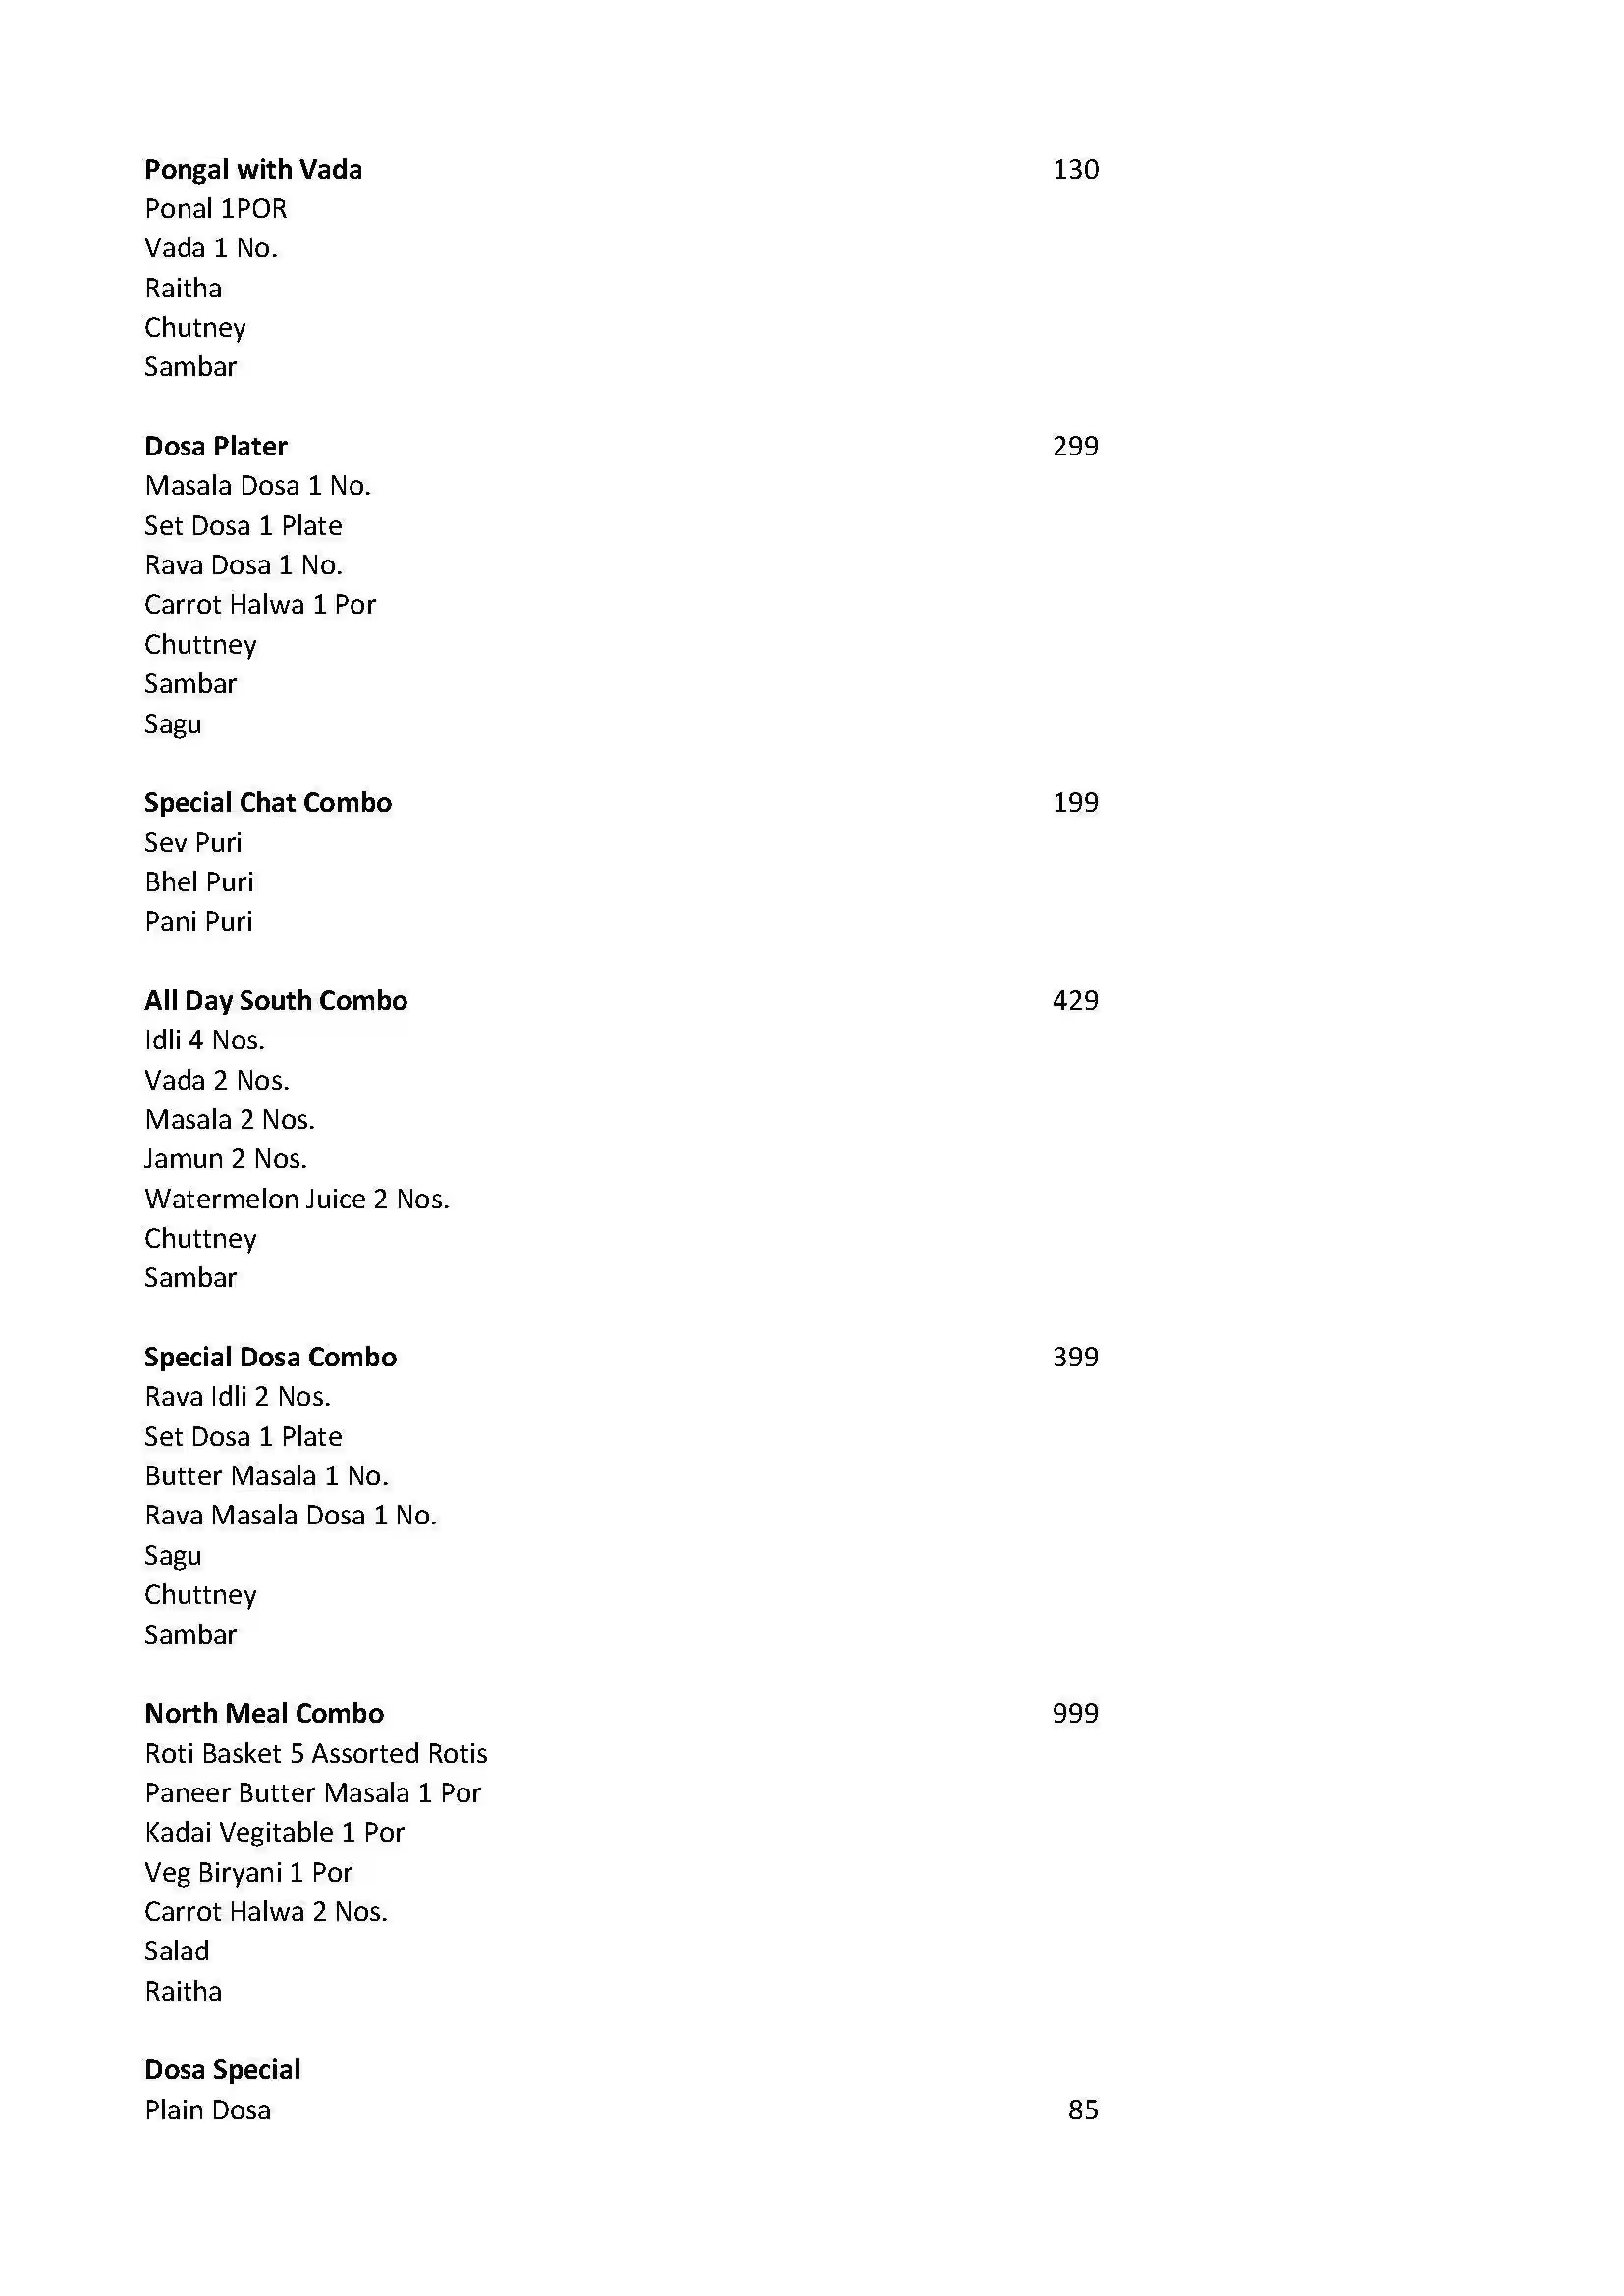 Pongal with Vada 130
Ponal 1POR
Vada 1 No.
Raitha
Chutney
Sambar
Dosa Plater 299
Masala Dosa 1 No.
Set Dosa 1 Plate
Rava Dosa 1 No.
Carrot Halwa 1 Por
Chuttney
Sambar
Sagu
Special Chat Combo 199
Sev Puri
Bhel Puri
Pani Puri
All Day South Combo 429
Idli 4 Nos.
Vada 2 Nos.
Masala 2 Nos.
Jamun 2 Nos.
Watermelon Juice 2 Nos.
Chuttney
Sambar
Special Dosa Combo 399
Rava Idli 2 Nos.
Set Dosa 1 Plate
Butter Masala 1 No.
Rava Masala Dosa 1 No.
Sagu
Chuttney
Sambar
North Meal Combo 999
Roti Basket 5 Assorted Rotis
Paneer Butter Masala 1 Por
Kadai Vegitable 1 Por
Veg Biryani 1 Por
Carrot Halwa 2 Nos.
Salad
Raitha
Dosa Special
Plain Dosa 85